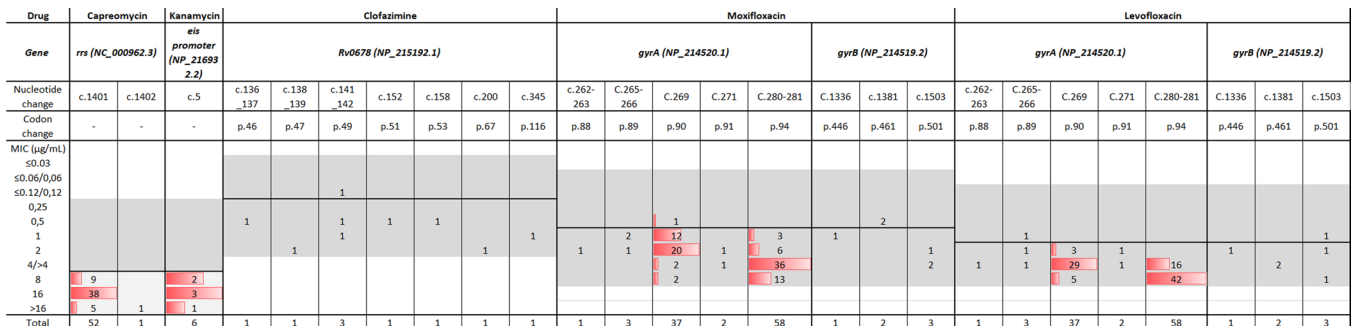 Drug Capreomycin Kanamycin Clofazimine Moxifloxacin Levofloxacin
Gene rrs (NC_000962.3) eis promoter (NP_21693 2.2) Rv0678 (NP_215192.1) gyrA (NP_214520.1) gyrB (NP_214519.2) gyrA (NP_214520.1) gyrB (NP_214519.2)
Nucleotide change c.1401 c.1402 c.5 c.136 _137 c.138 _139 c.141 _142 c.152 c.158 c.200 c.345 c.262-263 C.265-266 C.269 C.271 C.280-281 C.1336 c.1381 c.1503 c.262-263 C.265-266 C.269 C.271 C.280-281 C.1336 c.1381 c.1503
Codon change - - - p.46 p.47 p.49 p.51 p.53 p.67 p.116 p.88 p.89 p.90 p.91 p.94 p.446 p.461 p.501 p.88 p.89 p.90 p.91 p.94 p.446 p.461 p.501
MIC (µg/mL)
≤0.03
≤0.06/0,06
≤0.12/0,12 1
0,25
0,5 1 1 1 1 1 2
1 1 1 2 12 3 1 1 1
2 1 1 1 1 20 1 6 1 1 3 1 1 1
4/>4 2 1 36 2 1 1 29 1 16 2
8 9 2 2 13 5 42 1
16 38 3
>16 5 1 1
Total 52 1 6 1 1 3 1 1 1 1 1 3 37 2 58 1 2 3 1 3 37 2 58 1 2 3